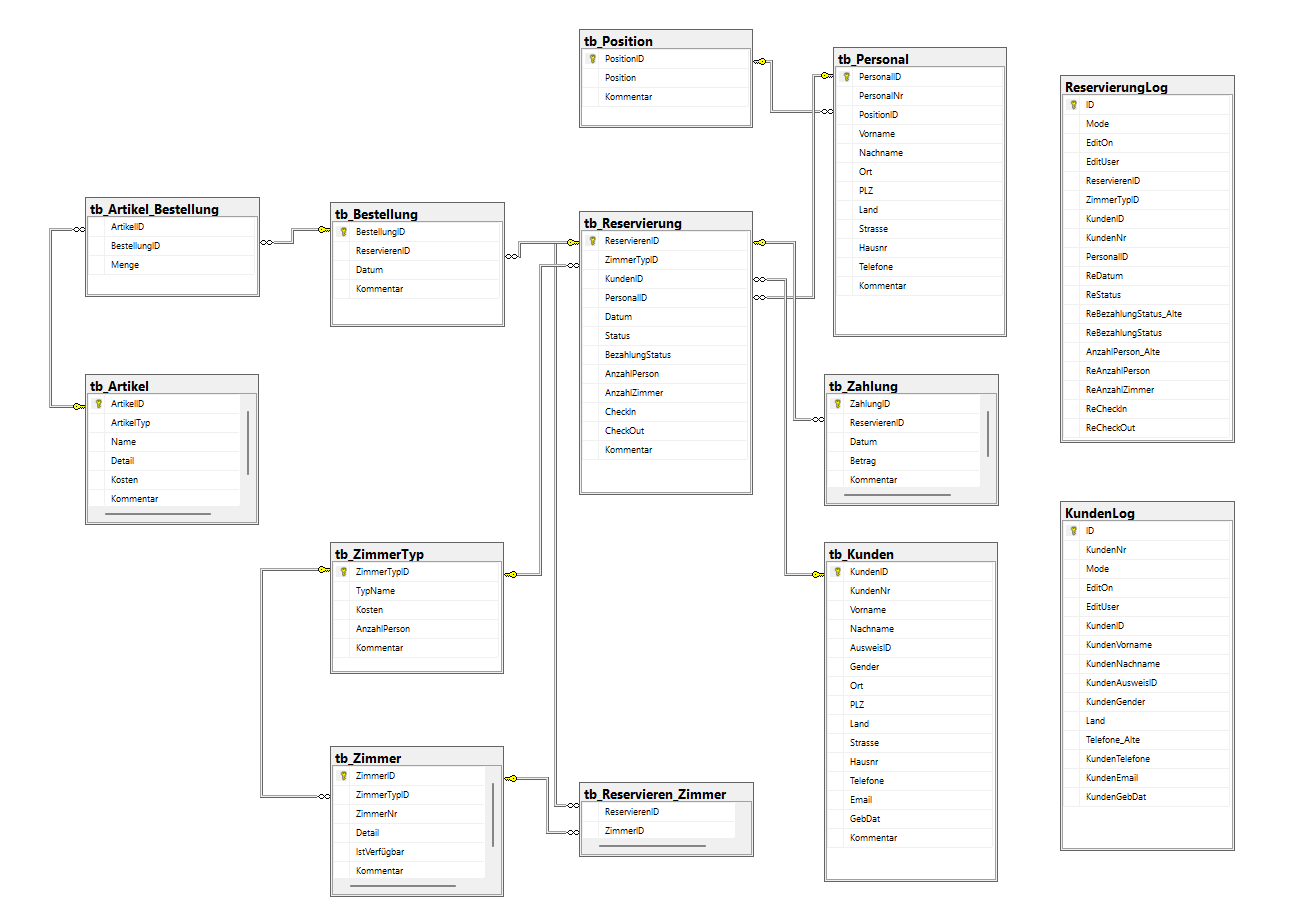 tb_Position
PositionID
Position
Kommentar
tb_Personal
PersonalID
PersonalNr
PositionID
Vorname
Nachname
Ort
PLZ
Land
Strasse
Hausnr
Telefone
Kommentar
ReservierungLog
ID
Mode
EditOn
EditUser
ReservierenID
ZimmerTypID
KundenID
KundenNr
PersonalID
ReDatum
ReStatus
ReBezahlungStatus_Alte
ReBezahlungStatus
AnzahlPerson_Alte
ReAnzahlPerson
ReAnzahlZimmer
ReCheckIn
ReCheckOut
tb_Artikel_Bestellung
ArtikelID
BestellungID
Menge
tb_Bestellung
BestellungID
ReservierenID
Datum
Kommentar
tb_Reservierung
ReservierenID
ZimmerTypID
KundenID
PersonalID
Datum
Status
BezahlungStatus
AnzahlPerson
AnzahlZimmer
CheckIn
CheckOut
Kommentar
tb_Artikel
ArtikelID
ArtikelTyp
Name
Detail
Kosten
Kommentar
tb_Zahlung
ZahlungID
ReservierenID
Datum
Betrag
Kommentar
tb_ZimmerTyp
ZimmerTypID
TypName
Kosten
AnzahlPerson
Kommentar
tb_Kunden
KundenID
KundenNr
Vorname
Nachname
AusweisID
Gender
Ort
PLZ
Land
Strasse
Hausnr
Telefone
Email
GebDat
Kommentar
KundenLog
ID
KundenNr
Mode
EditOn
EditUser
KundenID
KundenVorname
KundenNachname
KundenAusweisID
KundenGender
Land
Telefone_Alte
KundenTelefone
KundenEmail
KundenGebDat
tb_Zimmer
ZimmerID
ZimmerTypID
ZimmerNr
Detail
IstVerfügbar
Kommentar
tb_Reservieren_Zimmer
ReservierenID
ZimmerID